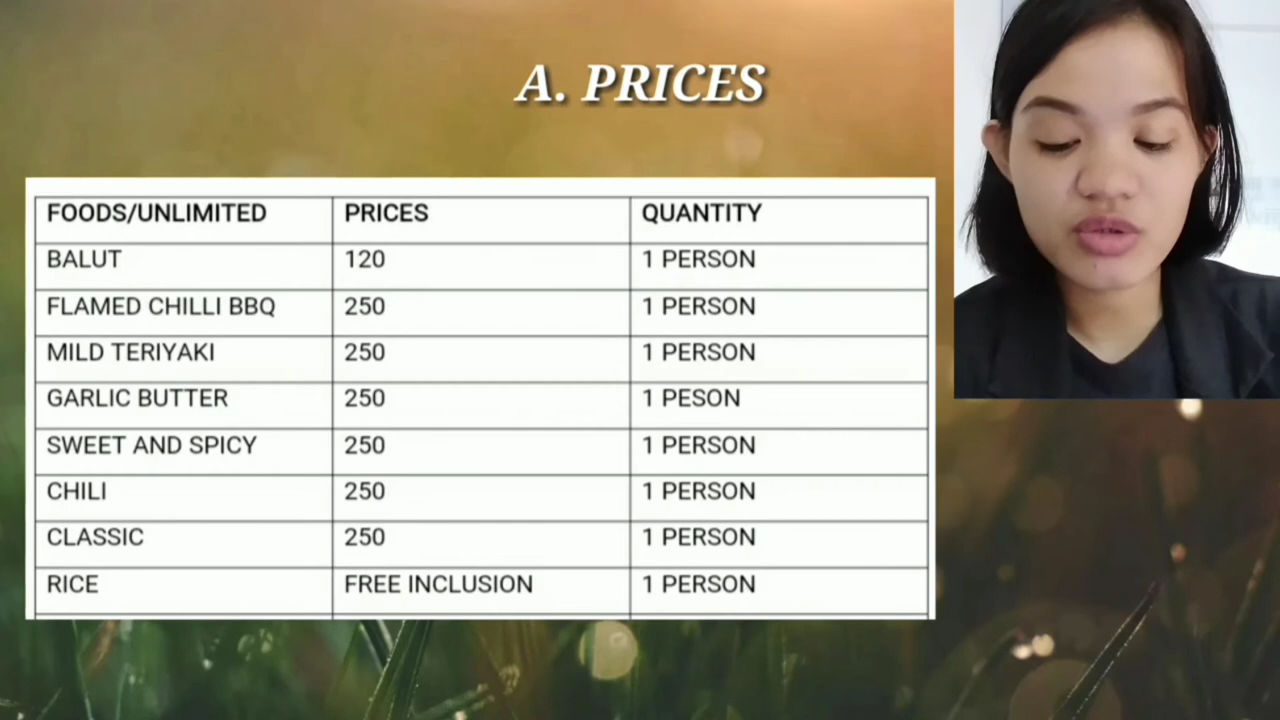 A. PRICES
FOODS/UNLIMITED PRICES QUANTITY
BALUT 120 1 PERSON
FLAMED CHILLI BBQ 250 1 PERSON
MILD TERIYAKI 250 1 PERSON
GARLIC BUTTER 250 1 PESON
SWEET AND SPICY 250 1 PERSON
CHILI 250 1 PERSON
CLASSIC 250 1 PERSON
RICE FREE INCLUSION 1 PERSON